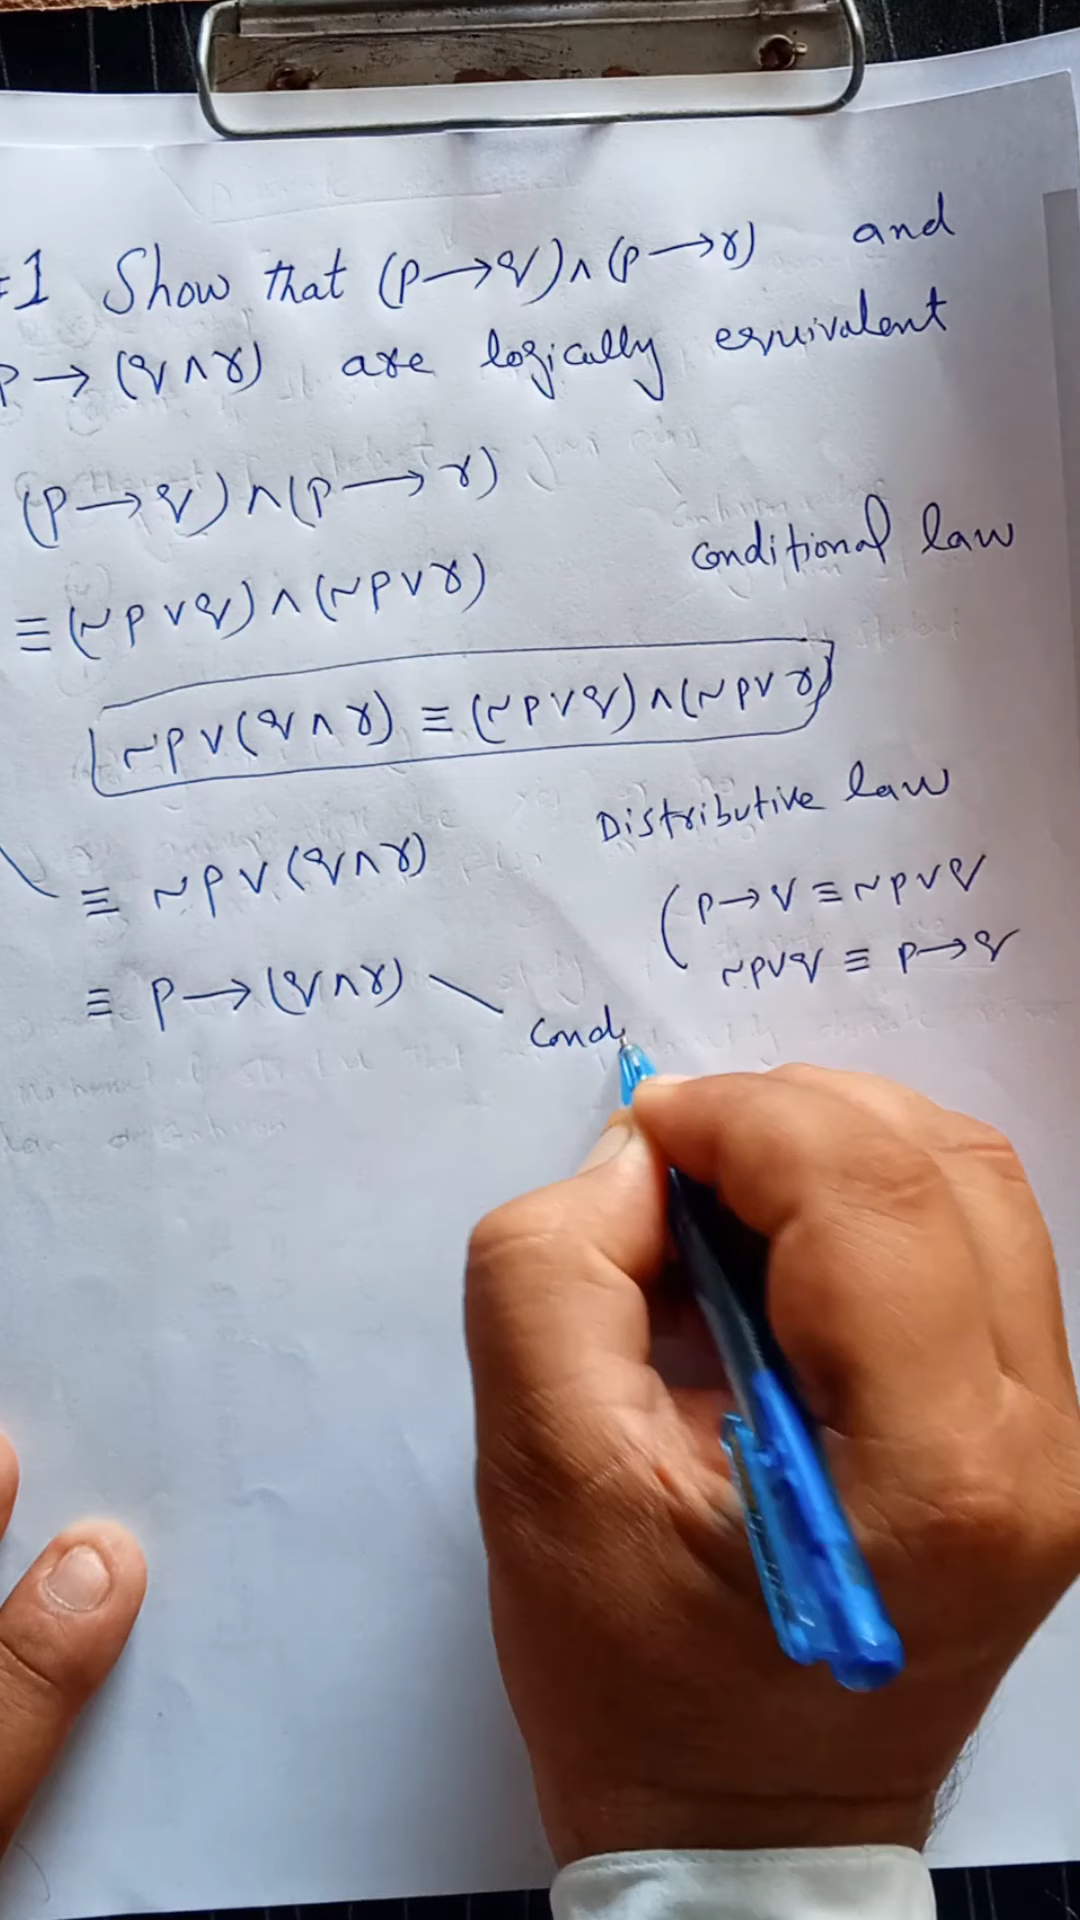 #1 Show that (p→q)∧(p→r) and
p→(q∧r) are logically equivalent
(p→q)∧(p→r)
≡(~p∨q)∧(~p∨r) conditional law
~p∨(q∧r)≡(~p∨q)∧(~p∨r)
Distributive law
≡ ~p∨(q∧r)
(p→q≡~p∨q
~p∨q≡p→q
≡ p→(q∧r)
Cond